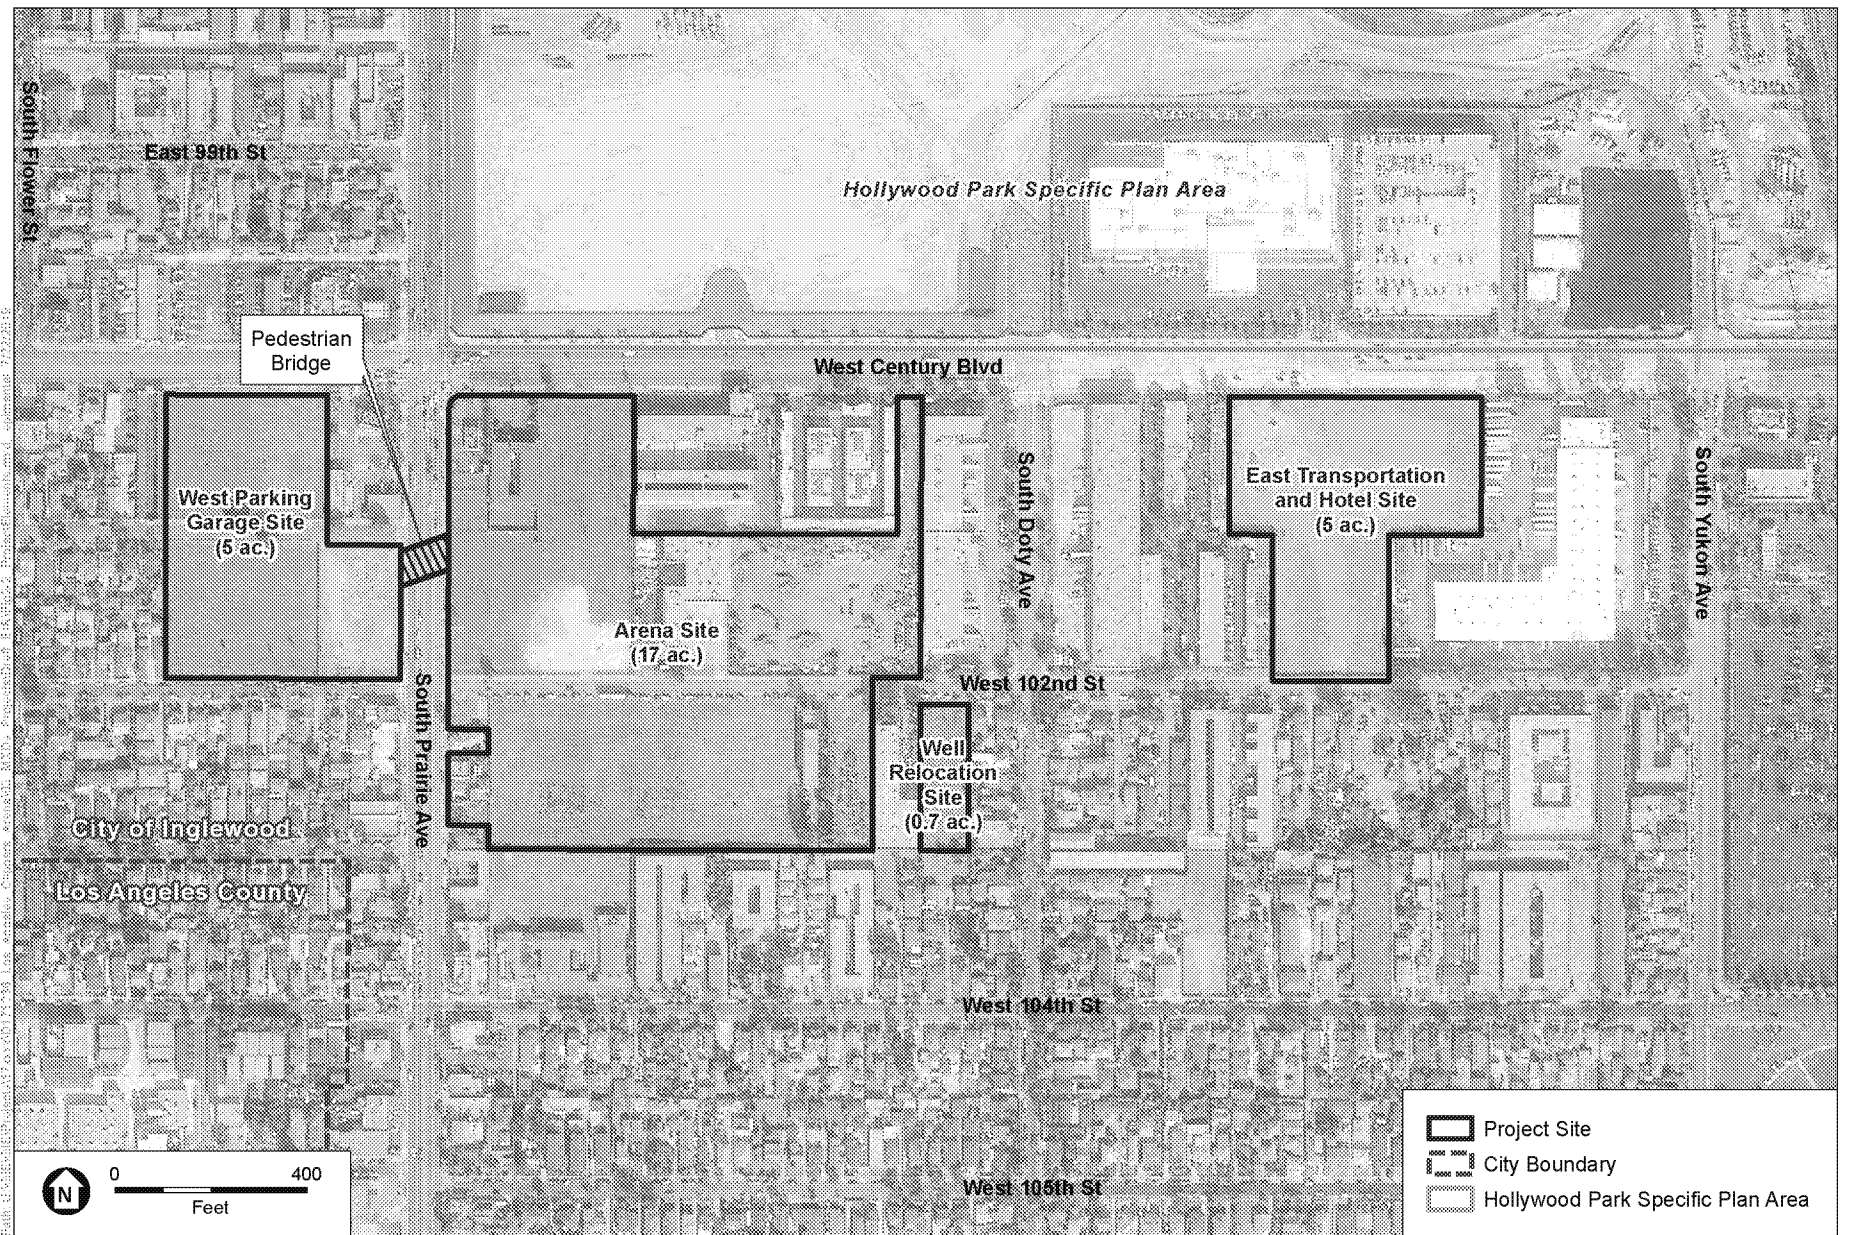 South Flower St
East 99th St
Hollywood Park Specific Plan Area
Pedestrian
Bridge
West Century Blvd
West Parking
Garage Site
(5 ac.)
South Doty Ave
East Transportation
and Hotel Site
(5 ac.)
South Yukon Ave
Arena Site
(17 ac.)
West 102nd St
South Prairie Ave
Well
Relocation
Site
(0.7 ac.)
City of Inglewood
Los Angeles County
West 104th St
West 105th St
N
0 400
Feet
Project Site
City Boundary
Hollywood Park Specific Plan Area